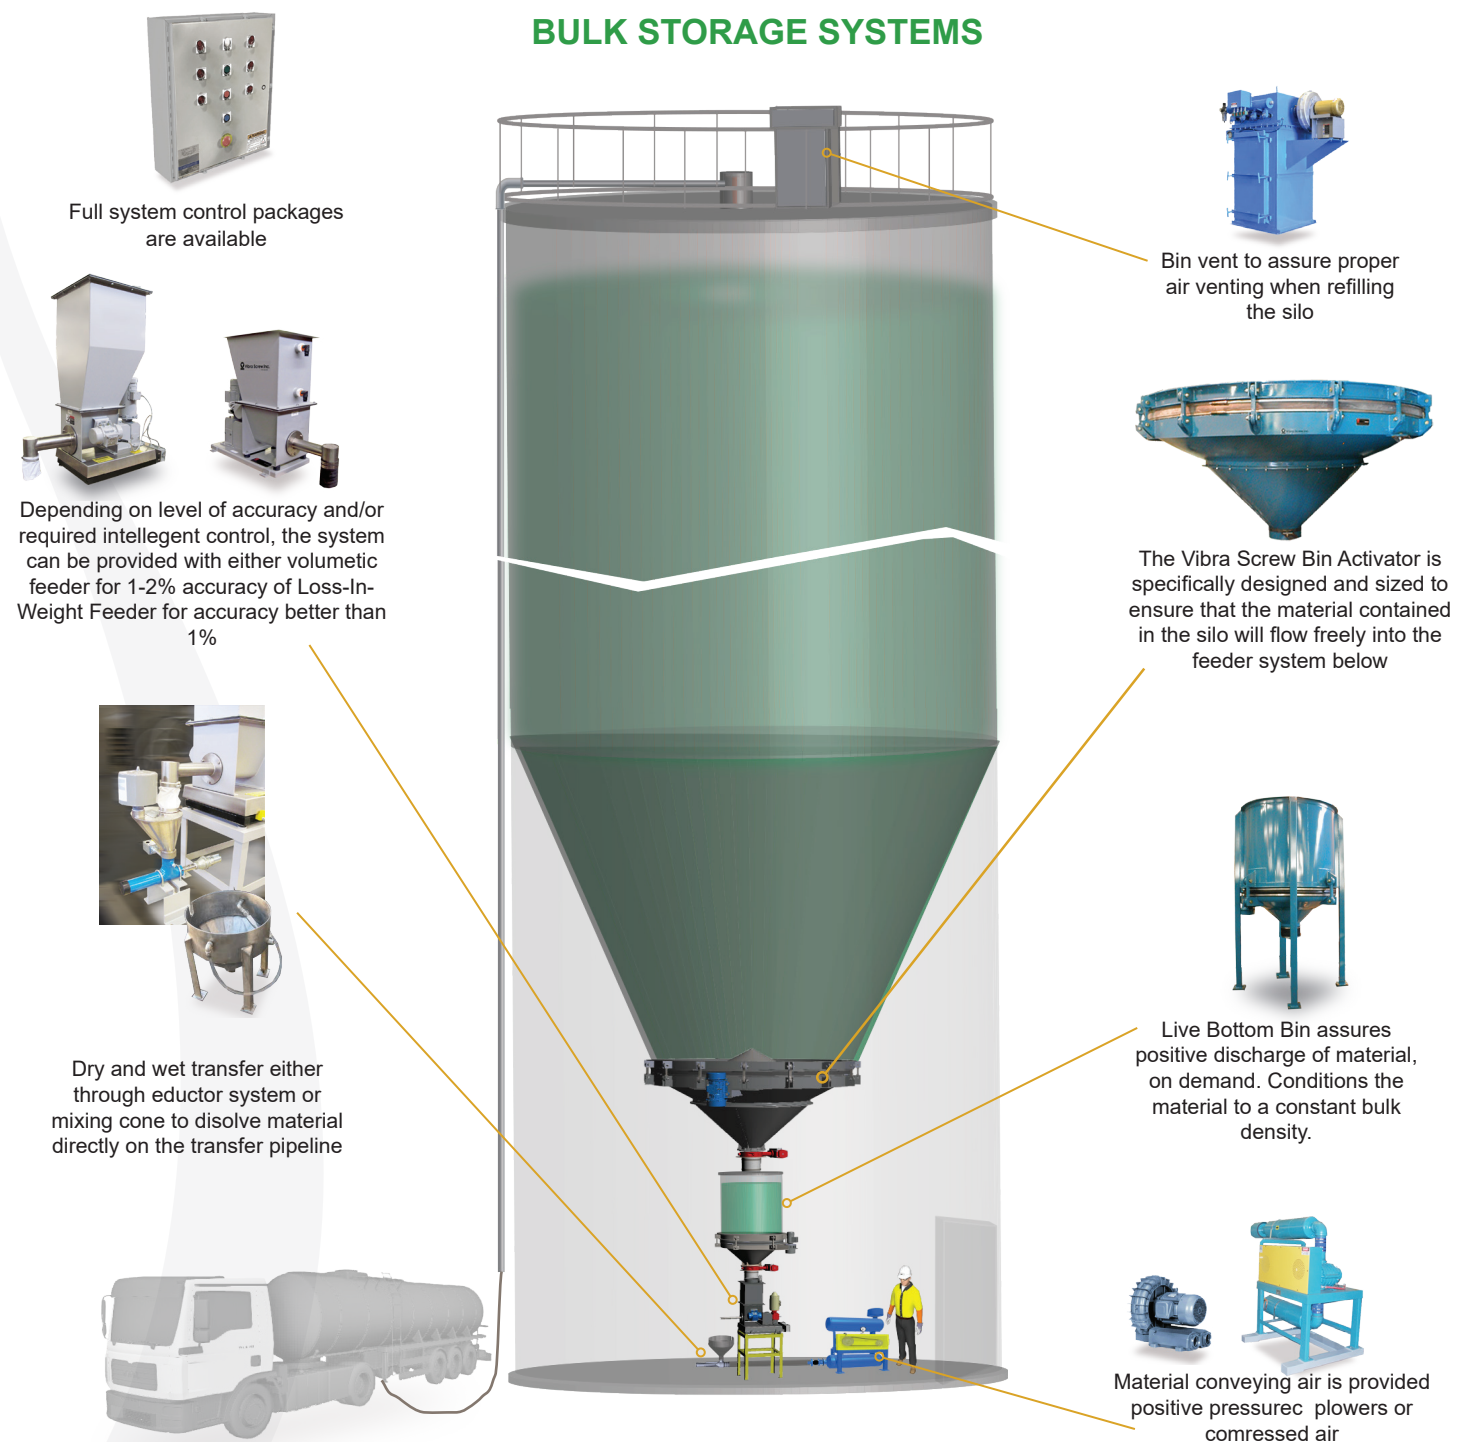 BULK STORAGE SYSTEMS
Full system control packages
are available
Depending on level of accuracy and/or
required intellegent control, the system
can be provided with either volumetic
feeder for 1-2% accuracy of Loss-In-
Weight Feeder for accuracy better than
1%
Dry and wet transfer either
through eductor system or
mixing cone to disolve material
directly on the transfer pipeline
Bin vent to assure proper
air venting when refilling
the silo
The Vibra Screw Bin Activator is
specifically designed and sized to
ensure that the material contained
in the silo will flow freely into the
feeder system below
Live Bottom Bin assures
positive discharge of material,
on demand. Conditions the
material to a constant bulk
density.
Material conveying air is provided
positive pressurec plowers or
comressed air